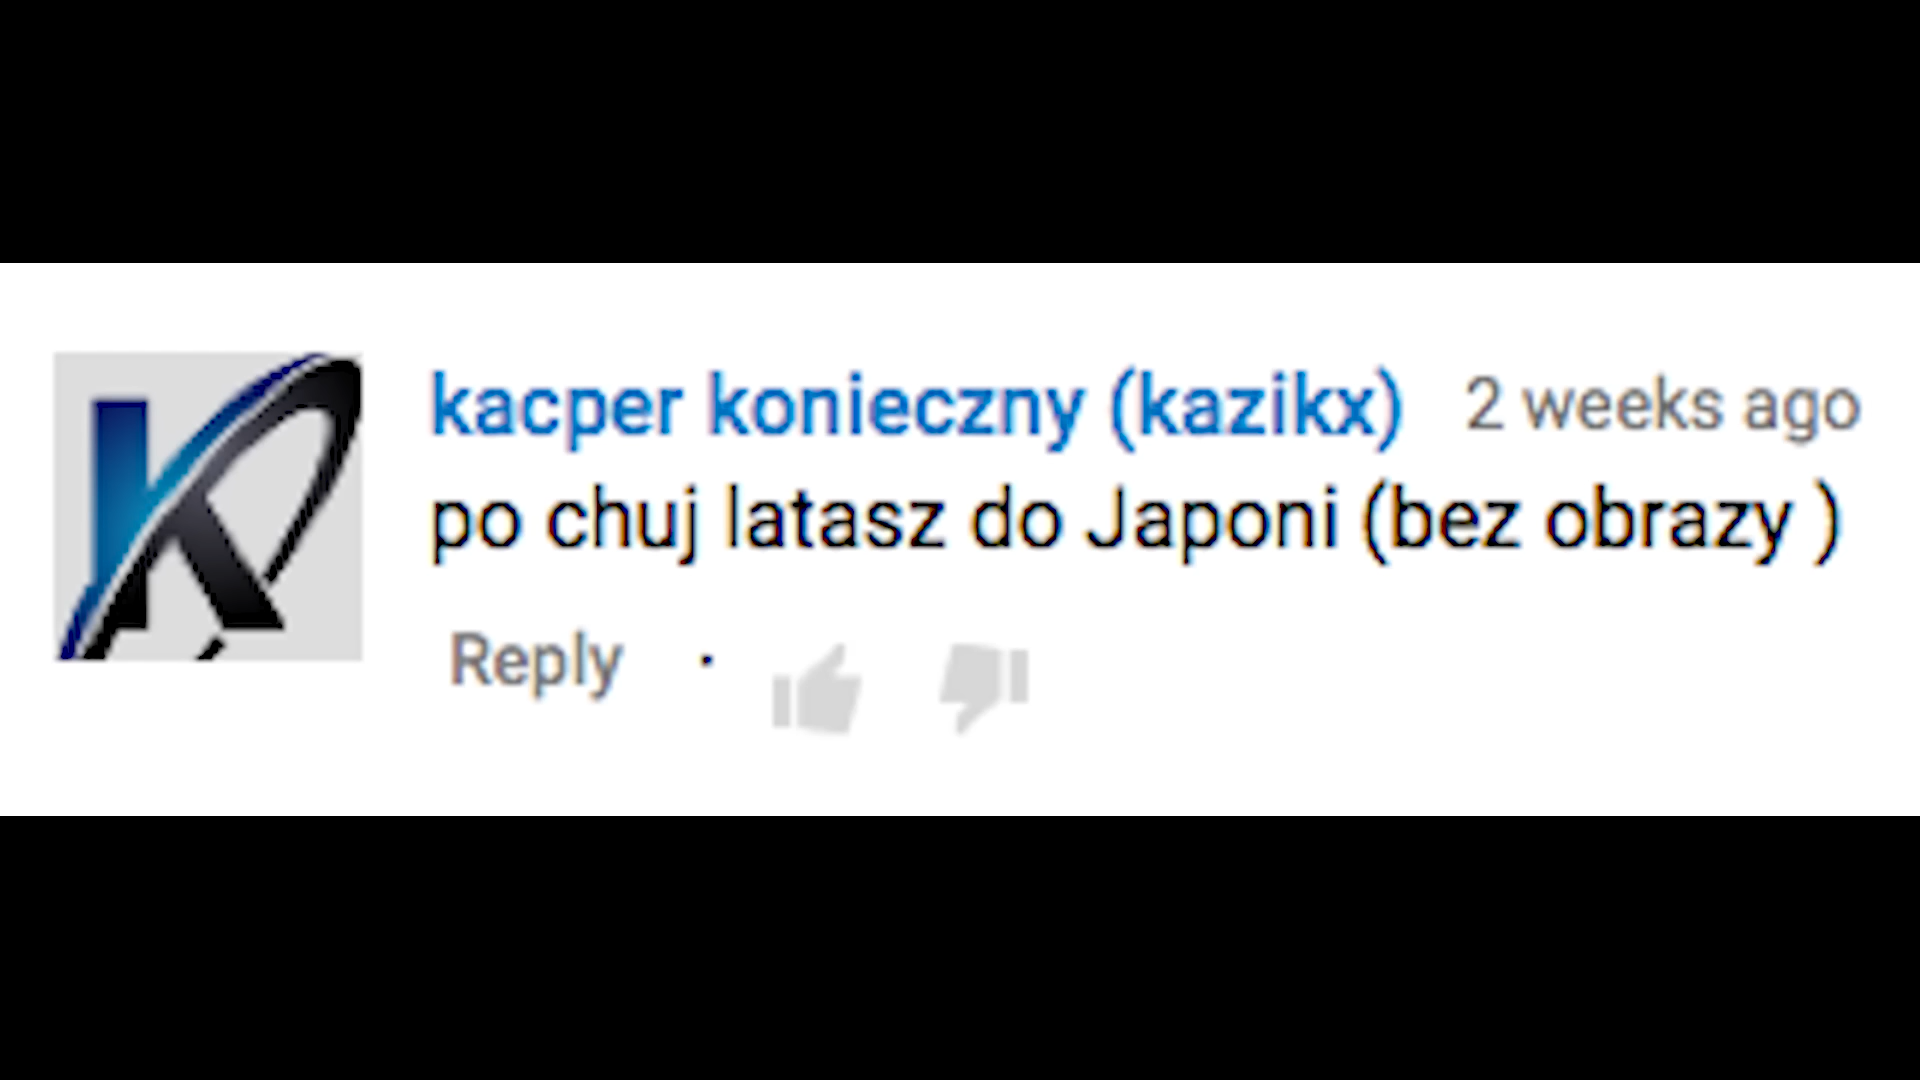 kacper konieczny (kazikx) 2 weeks ago
po chuj latasz do Japoni (bez obrazy )
Reply ·